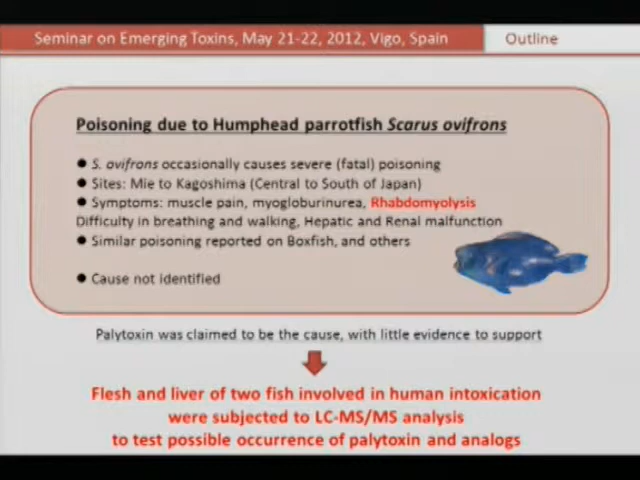 Seminar on Emerging Toxins, May 21-22, 2012, Vigo, Spain
Outline
Poisoning due to Humphead parrotfish Scarus ovifrons
● S. ovifrons occasionally causes severe (fatal) poisoning
● Sites: Mie to Kagoshima (Central to South of Japan)
● Symptoms: muscle pain, myogloburinurea, Rhabdomyolysis
Difficulty in breathing and walking, Hepatic and Renal malfunction
● Similar poisoning reported on Boxfish, and others
● Cause not identified
Palytoxin was claimed to be the cause, with little evidence to support
Flesh and liver of two fish involved in human intoxication
were subjected to LC-MS/MS analysis
to test possible occurrence of palytoxin and analogs